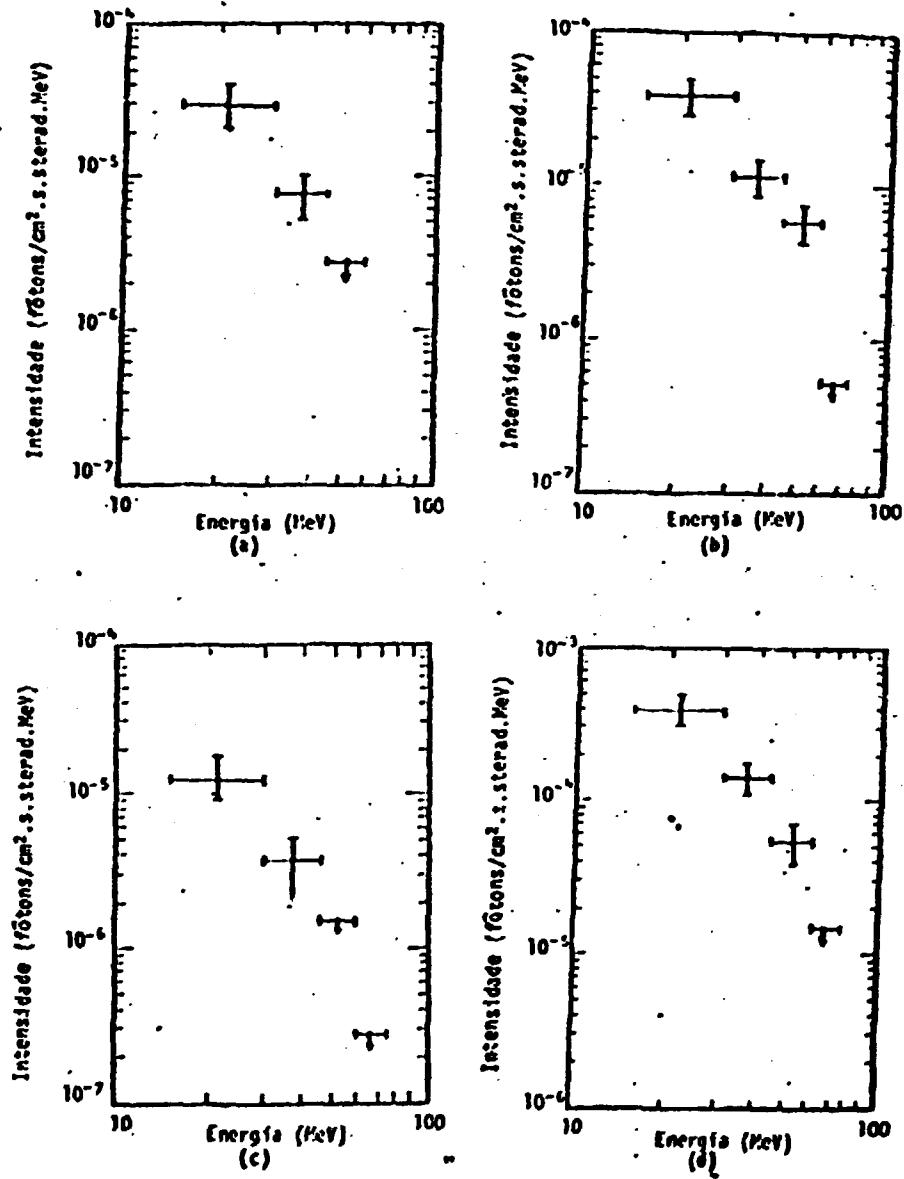 10⁻⁴
10⁻⁵
10⁻⁶
10⁻⁷
Intensidade (fótons/cm².s.sterad.MeV)
10 100
Energia (MeV)
(a)
10⁻⁴
10⁻⁶
10⁻⁷
Intensidade (fótons/cm².s.sterad.MeV)
10 100
Energia (MeV)
(b)
10⁻⁴
10⁻⁵
10⁻⁶
10⁻⁷
Intensidade (fótons/cm².s.sterad.MeV)
10 100
Energia (MeV)
(c)
10⁻³
10⁻⁴
10⁻⁵
Intensidade (fótons/cm².s.sterad.MeV)
10 100
Energia (MeV)
(d)